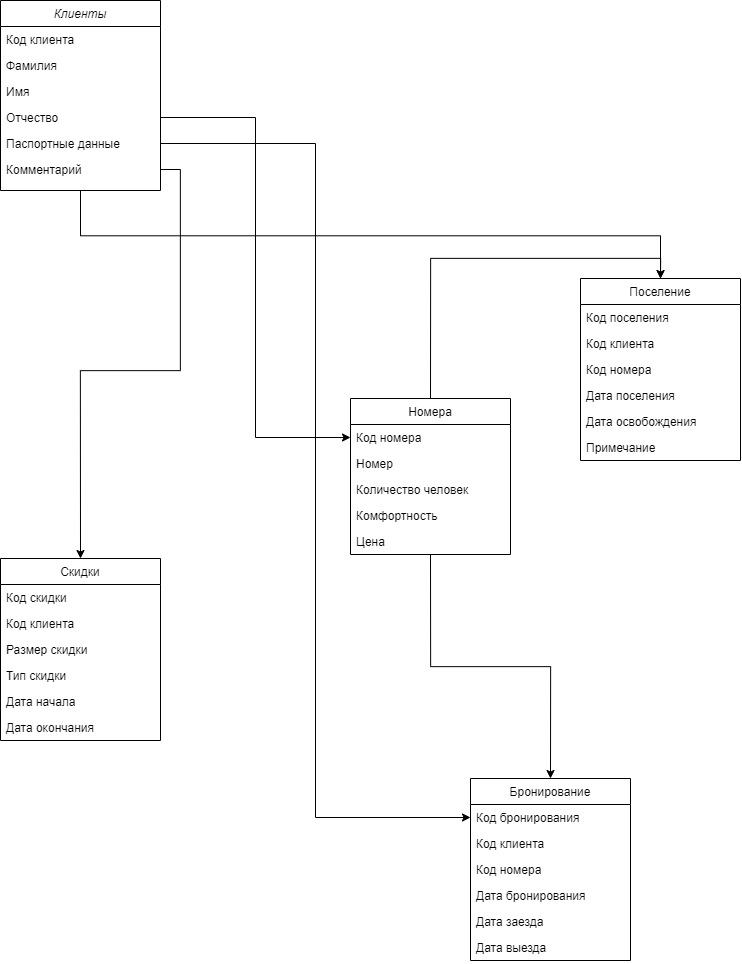 Клиенты
Код клиента
Фамилия
Имя
Отчество
Паспортные данные
Комментарий
Поселение
Код поселения
Код клиента
Код номера
Дата поселения
Дата освобождения
Примечание
Номера
Код номера
Номер
Количество человек
Комфортность
Цена
Скидки
Код скидки
Код клиента
Размер скидки
Тип скидки
Дата начала
Дата окончания
Бронирование
Код бронирования
Код клиента
Код номера
Дата бронирования
Дата заезда
Дата выезда